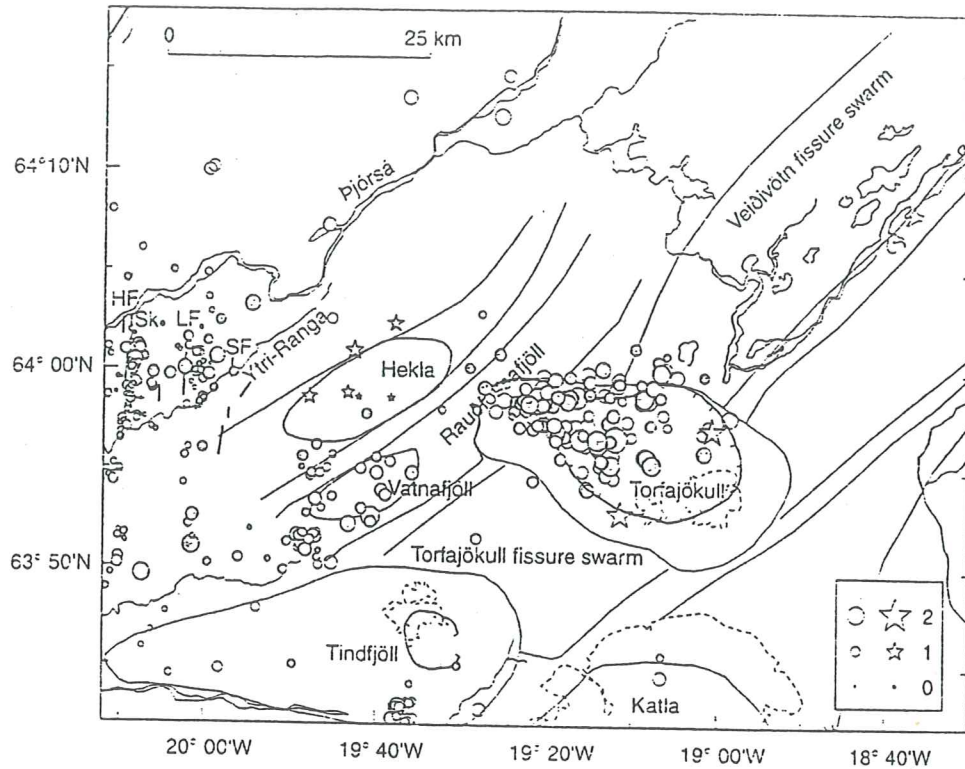 0 25 km
64°10'N
Þjórsá
Veiðivötn fissure swarm
HF
Sk.
LF
SF
Ytri-Ranga
64° 00'N
Hekla
Torfajökull
Vatnafjöll
63° 50'N
Torfajökull fissure swarm
2
1
0
Tindfjöll
Katla
20° 00'W
19° 40'W
19° 20'W
19° 00'W
18° 40'W